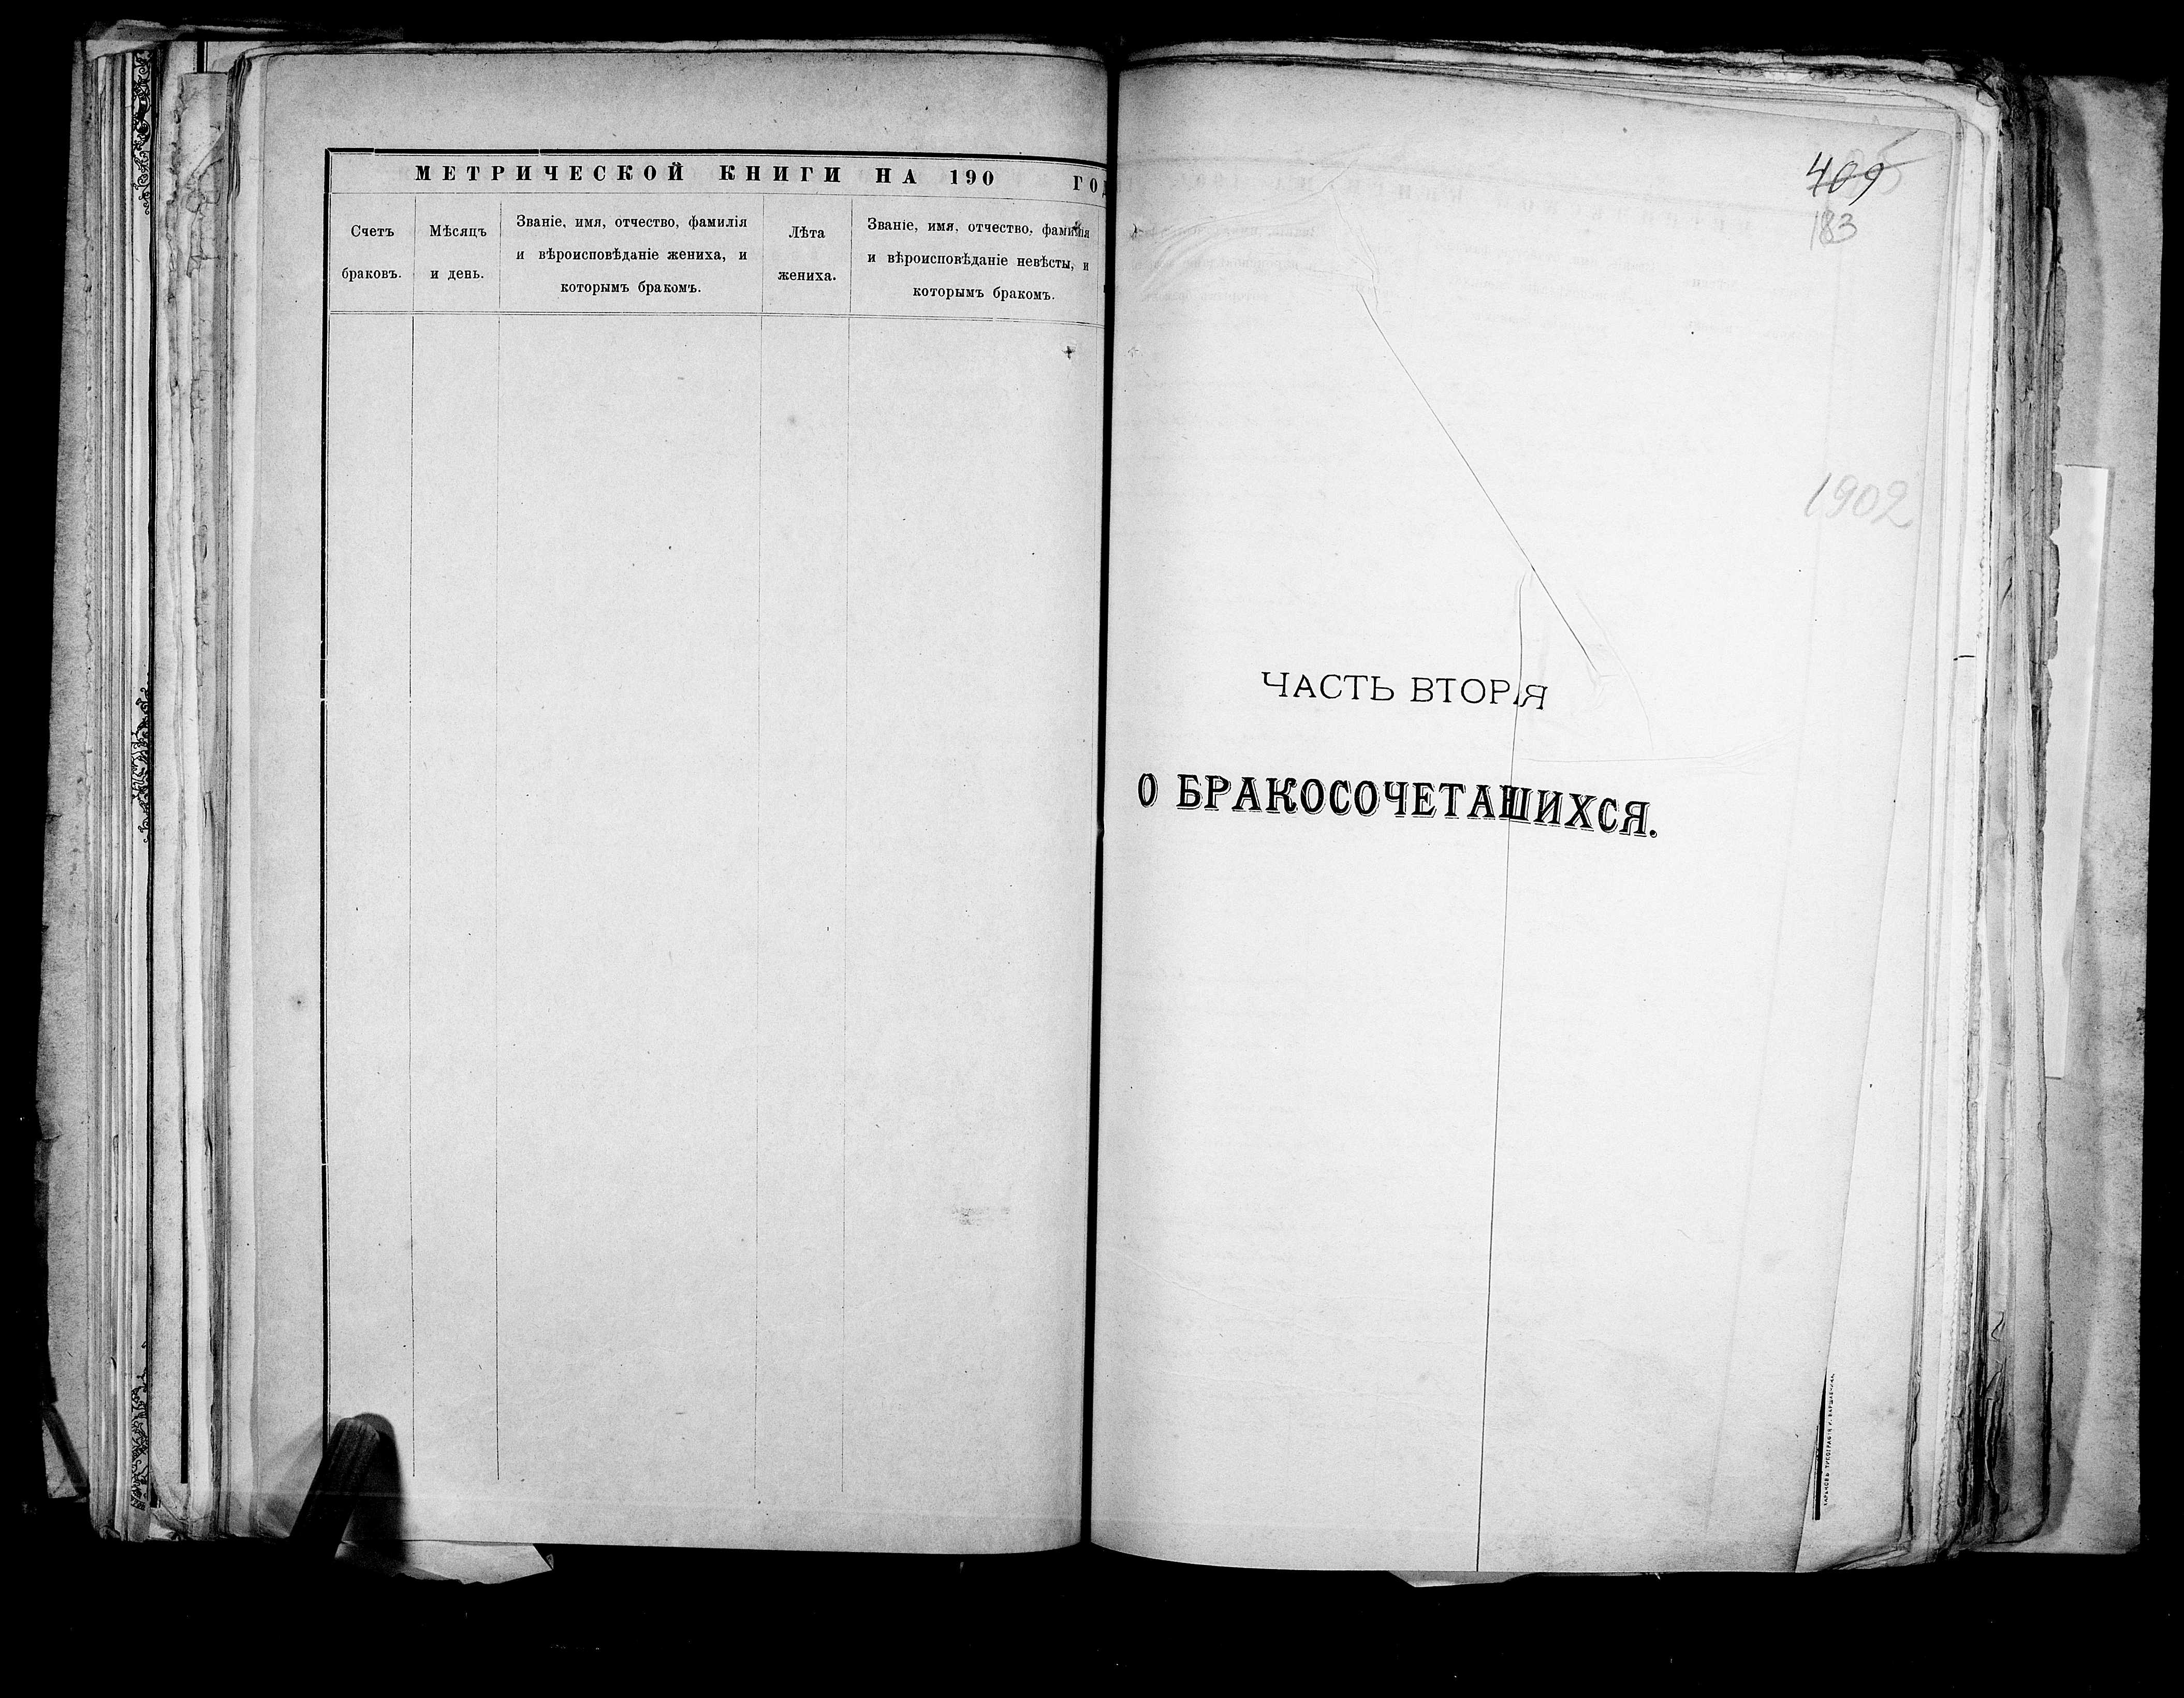 МЕТРИЧЕСКОЙ КНИГИ НА 190 ГОД
Счетъ
браковъ.
Мѣсяцъ
и день.
Званіе, имя, отчество, фамилія
и вѣроисповѣданіе жениха, и
которымъ бракомъ.
Лѣта
жениха.
Званіе, имя, отчество, фамилія
и вѣроисповѣданіе невѣсты, и
которымъ бракомъ.
409
183
1902
ЧАСТЬ ВТОРАЯ
О БРАКОСОЧЕТАШИХСЯ.